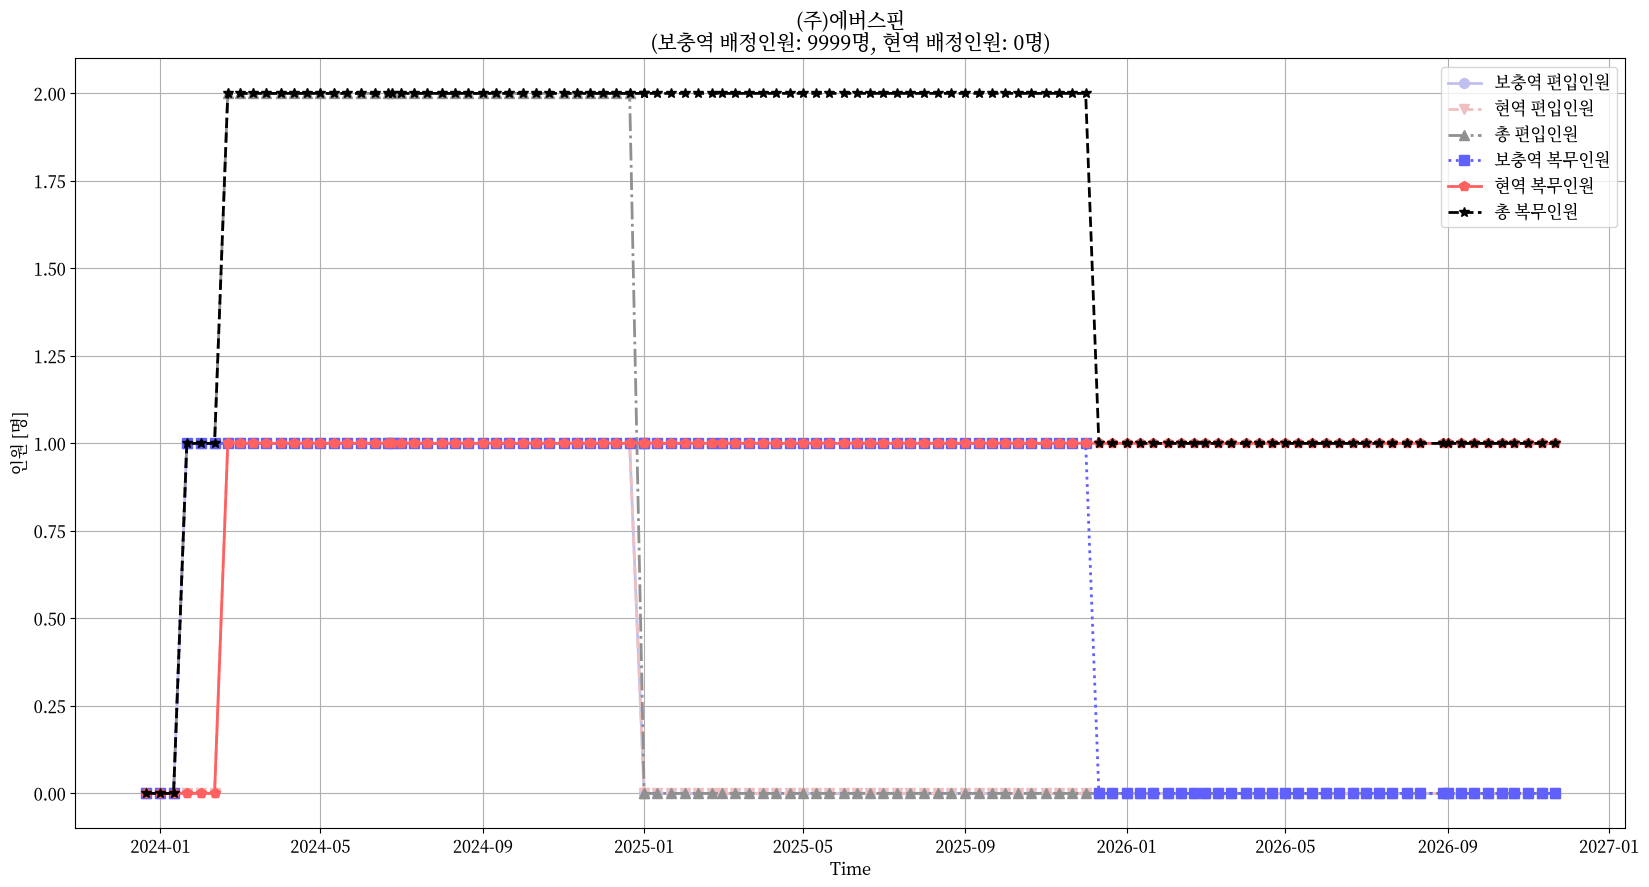 (주)에버스핀
(보충역 배정인원: 9999명, 현역 배정인원: 0명)
보충역 편입인원
현역 편입인원
총 편입인원
보충역 복무인원
현역 복무인원
총 복무인원
인원 [명]
2.00
1.75
1.50
1.25
1.00
0.75
0.50
0.25
0.00
2024-01 2024-05 2024-09 2025-01 2025-05 2025-09 2026-01 2026-05 2026-09 2027-01
Time